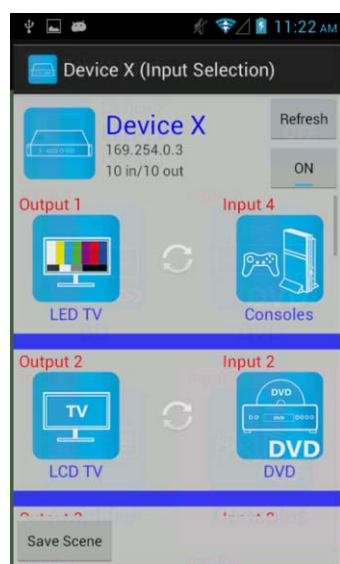 11:22 AM
Device X (Input Selection)
Device X
Refresh
169.254.0.3
10 in/10 out
ON
Output 1
Input 4
LED TV
Consoles
Output 2
Input 2
TV
DVD
DVD
LCD TV
DVD
Save Scene